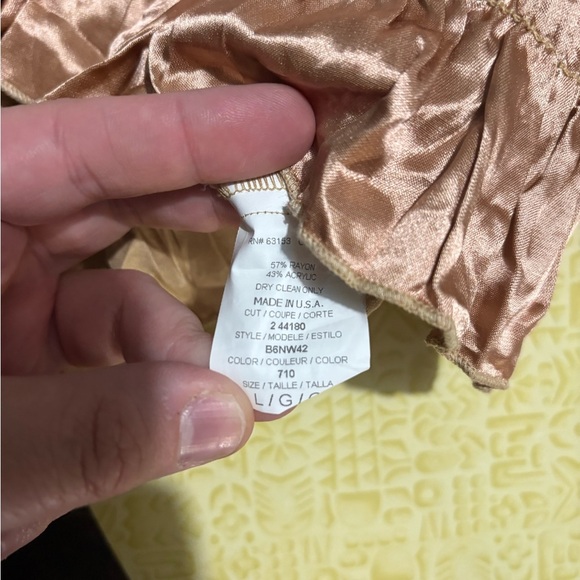 RN# 63153
57% RAYON
43% ACRYLIC
DRY CLEAN ONLY
MADE IN U.S.A.
CUT / COUPE / CORTE
2 44180
STYLE / MODELE / ESTILO
B6NW42
COLOR / COULEUR / COLOR
710
SIZE / TAILLE / TALLA
L / G / G